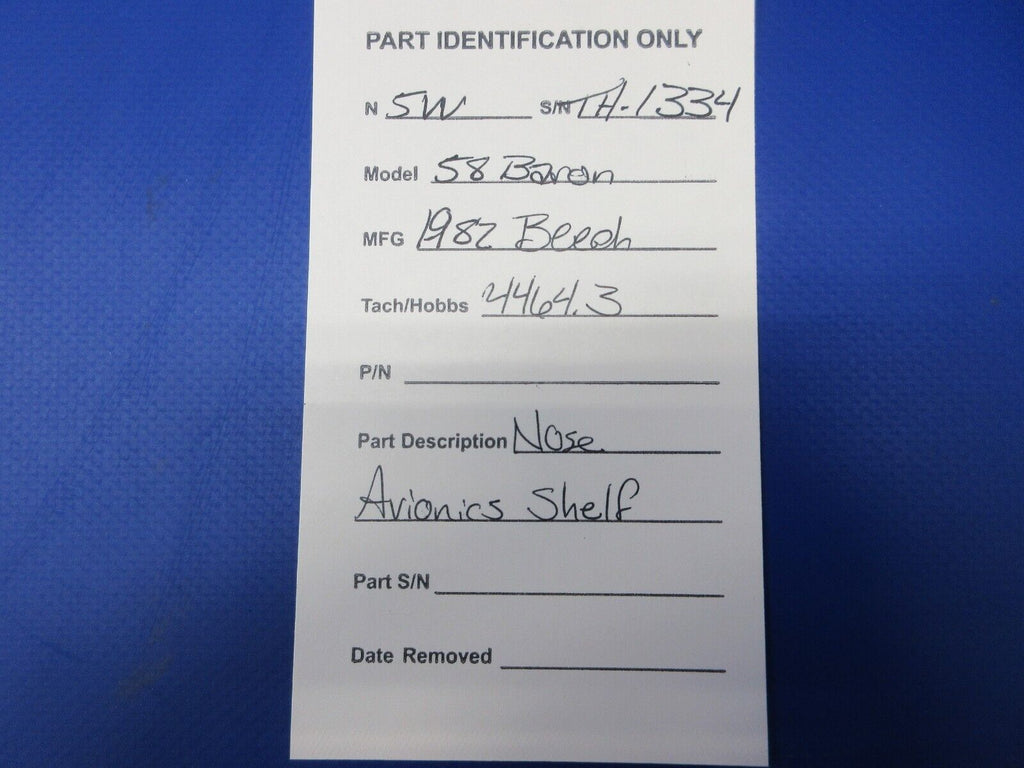 PART IDENTIFICATION ONLY
N 5W S/N TH-1334
Model 58 Baron
MFG 1982 Beech
Tach/Hobbs 4464.3
P/N
Part Description Nose
Avionics Shelf
Part S/N
Date Removed